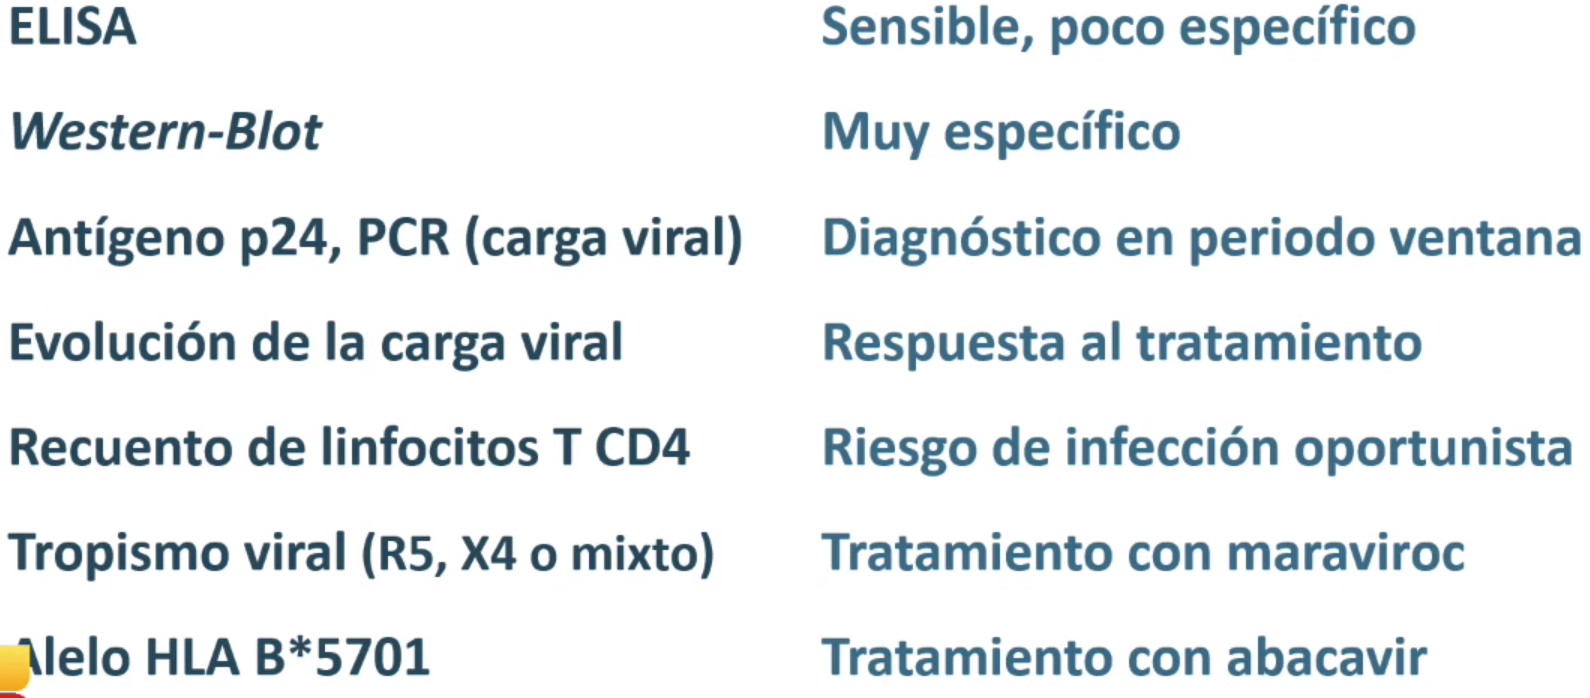 ELISA Sensible, poco específico
Western-Blot Muy específico
Antígeno p24, PCR (carga viral) Diagnóstico en periodo ventana
Evolución de la carga viral Respuesta al tratamiento
Recuento de linfocitos T CD4 Riesgo de infección oportunista
Tropismo viral (R5, X4 o mixto) Tratamiento con maraviroc
Alelo HLA B*5701 Tratamiento con abacavir